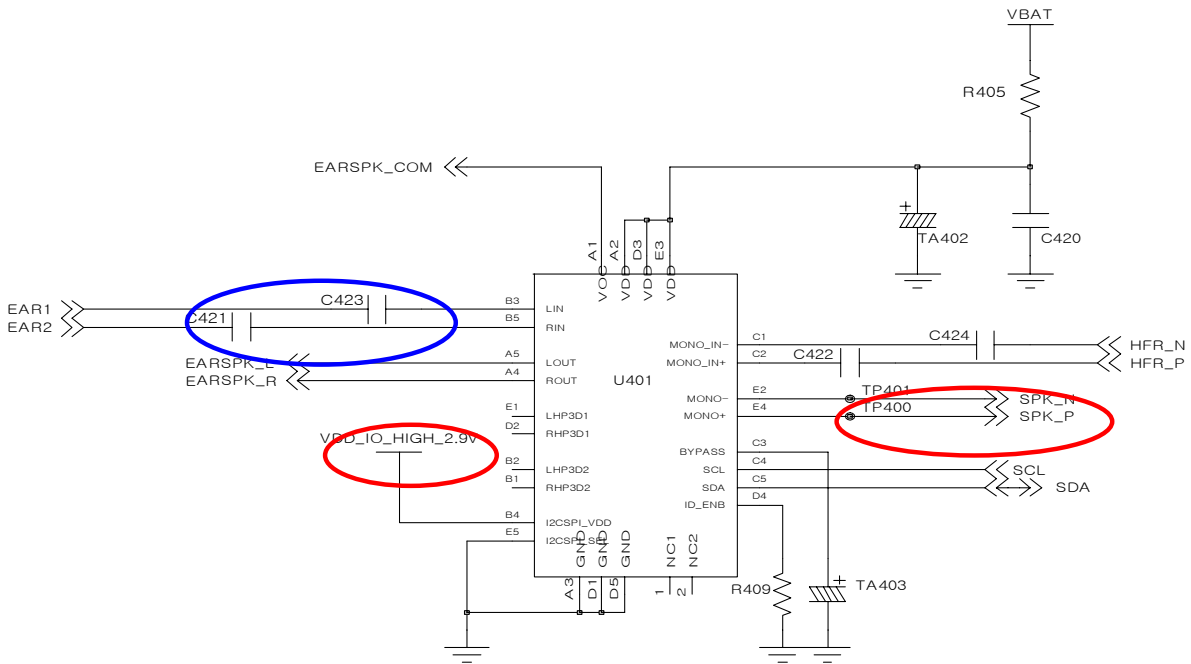 VBAT
R405
EARSPK_COM
+
TA402
C420
A1
A2
D3
E3
VOC
VDD
VDD
VDD
EAR1
EAR2
C423
C421
B3
B5
LIN
RIN
EARSPK_L
EARSPK_R
A5
A4
LOUT
ROUT
U401
MONO_IN-
MONO_IN+
C1
C2
C424
C422
HFR_N
HFR_P
MONO-
MONO+
E2
E4
TP401
TP400
SPK_N
SPK_P
E1
D2
LHP3D1
RHP3D1
VDD_IO_HIGH_2.9V
B2
B1
LHP3D2
RHP3D2
BYPASS
SCL
SDA
ID_ENB
C3
C4
C5
D4
SCL
SDA
B4
E5
I2CSPI_VDD
I2CSPI_SEL
GND
GND
GND
NC1
NC2
A3
D1
D5
1
2
R409
+
TA403